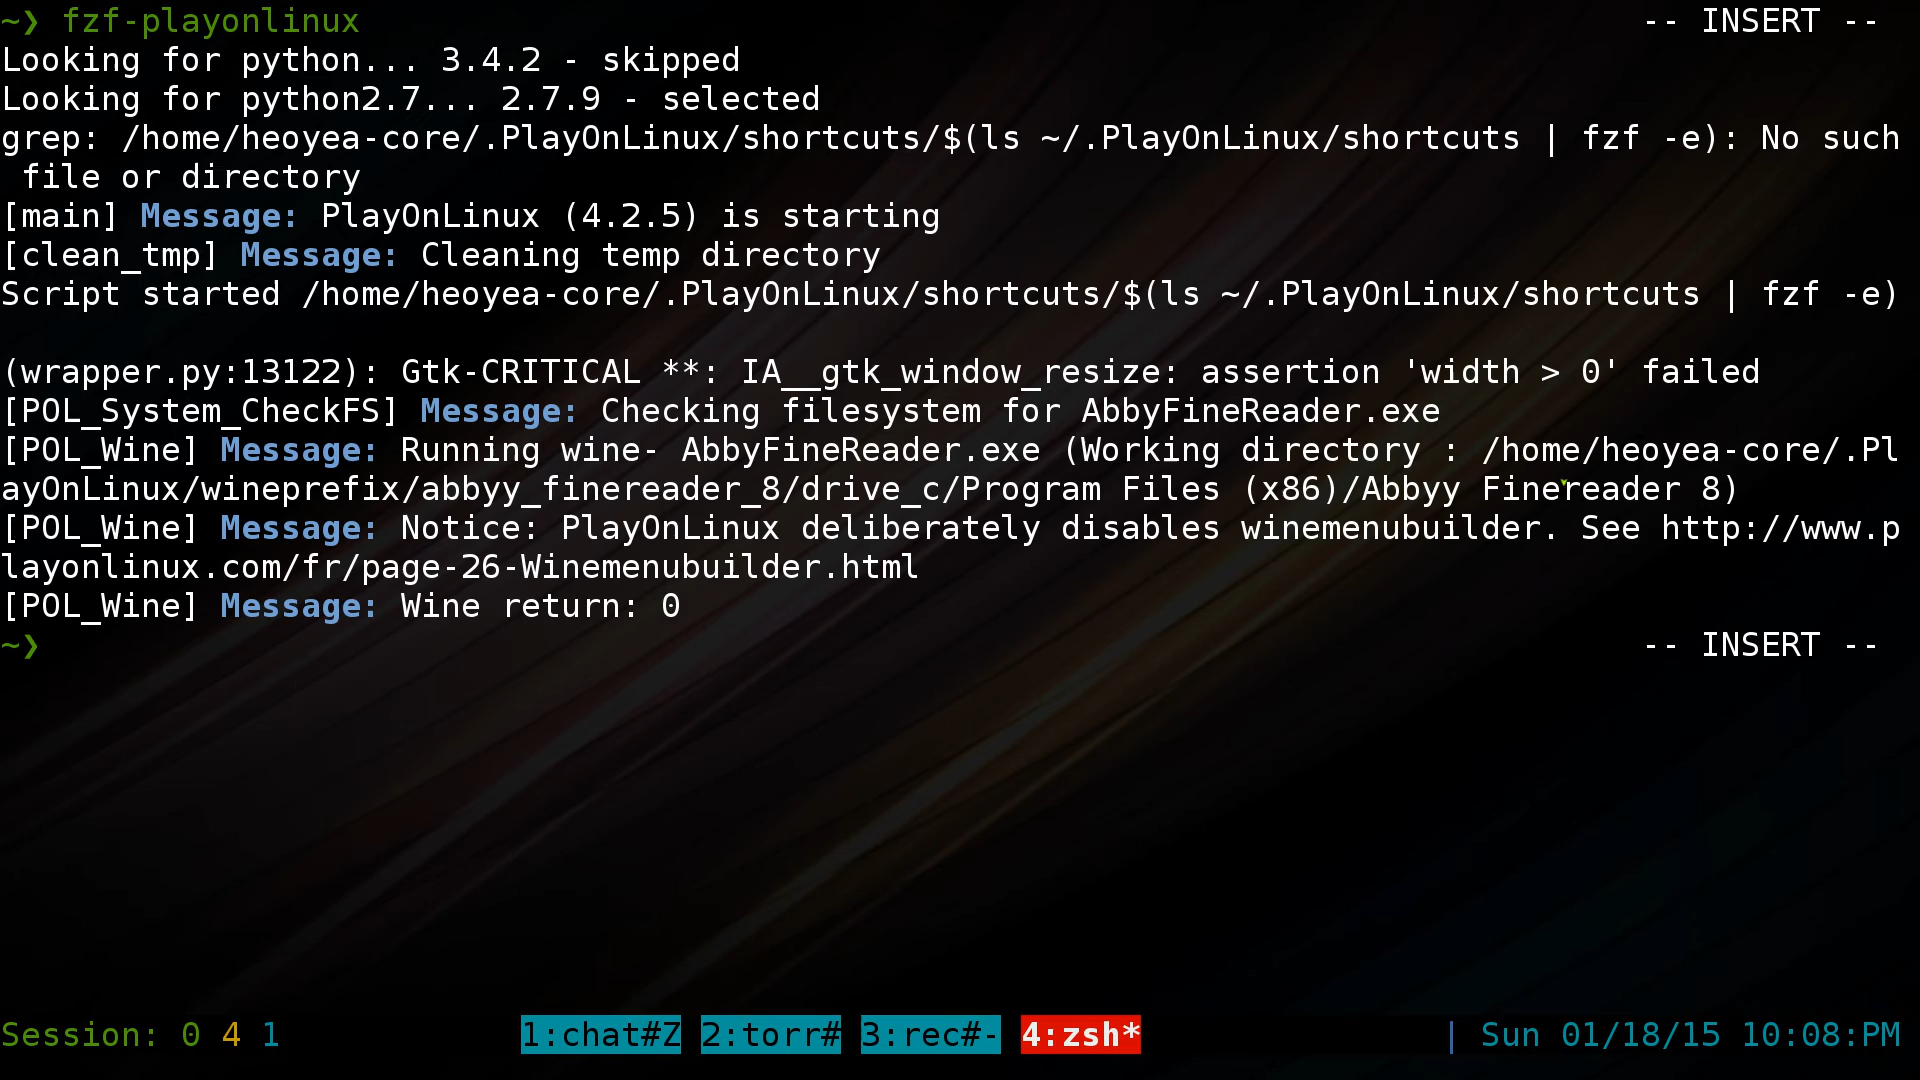 ~❯ fzf-playonlinux -- INSERT --
Looking for python... 3.4.2 - skipped
Looking for python2.7... 2.7.9 - selected
grep: /home/heoyea-core/.PlayOnLinux/shortcuts/$(ls ~/.PlayOnLinux/shortcuts | fzf -e): No such
 file or directory
[main] Message: PlayOnLinux (4.2.5) is starting
[clean_tmp] Message: Cleaning temp directory
Script started /home/heoyea-core/.PlayOnLinux/shortcuts/$(ls ~/.PlayOnLinux/shortcuts | fzf -e)
(wrapper.py:13122): Gtk-CRITICAL **: IA__gtk_window_resize: assertion 'width > 0' failed
[POL_System_CheckFS] Message: Checking filesystem for AbbyFineReader.exe
[POL_Wine] Message: Running wine- AbbyFineReader.exe (Working directory : /home/heoyea-core/.Pl
ayOnLinux/wineprefix/abbyy_finereader_8/drive_c/Program Files (x86)/Abbyy Finereader 8)
[POL_Wine] Message: Notice: PlayOnLinux deliberately disables winemenubuilder. See http://www.p
layonlinux.com/fr/page-26-Winemenubuilder.html
[POL_Wine] Message: Wine return: 0
~❯ -- INSERT --
Session: 0 4 1 1:chat#Z 2:torr# 3:rec#- 4:zsh* | Sun 01/18/15 10:08:PM